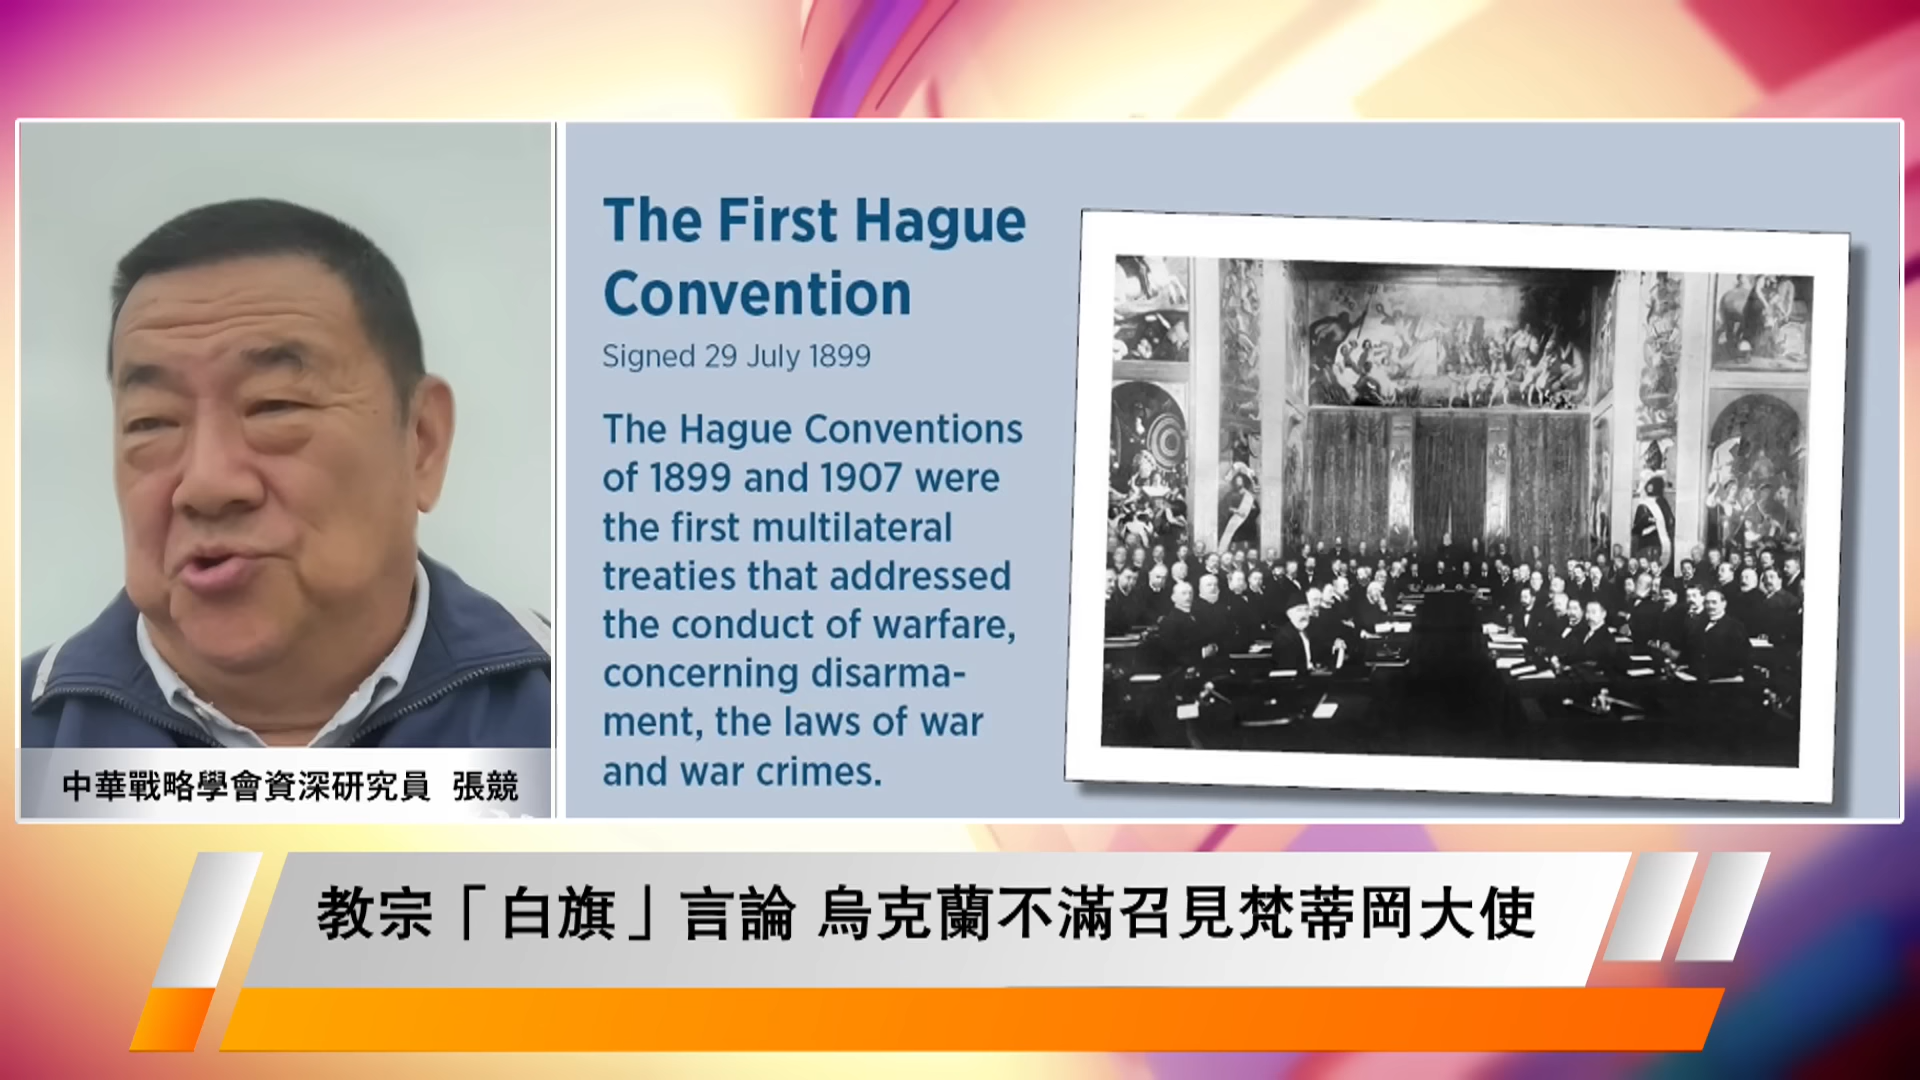 The First Hague
Convention
Signed 29 July 1899
The Hague Conventions
of 1899 and 1907 were
the first multilateral
treaties that addressed
the conduct of warfare,
concerning disarma-
ment, the laws of war
and war crimes.
中華戰略學會資深研究員 張競
教宗「白旗」言論 烏克蘭不滿召見梵蒂岡大使